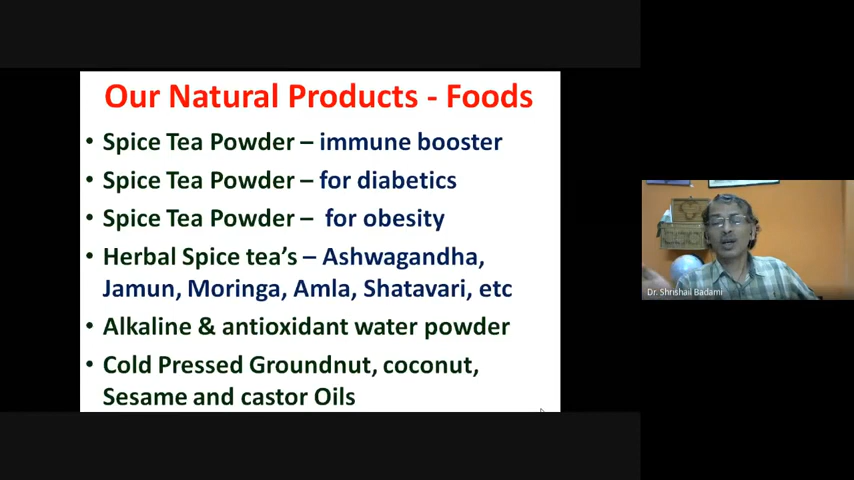 Our Natural Products - Foods
• Spice Tea Powder – immune booster
• Spice Tea Powder – for diabetics
• Spice Tea Powder – for obesity
• Herbal Spice tea's – Ashwagandha,
Jamun, Moringa, Amla, Shatavari, etc
• Alkaline & antioxidant water powder
• Cold Pressed Groundnut, coconut,
Sesame and castor Oils
Dr. Shrishail Badami